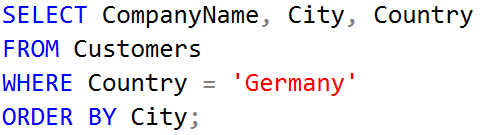 SELECT CompanyName, City, Country
FROM Customers
WHERE Country = 'Germany'
ORDER BY City;